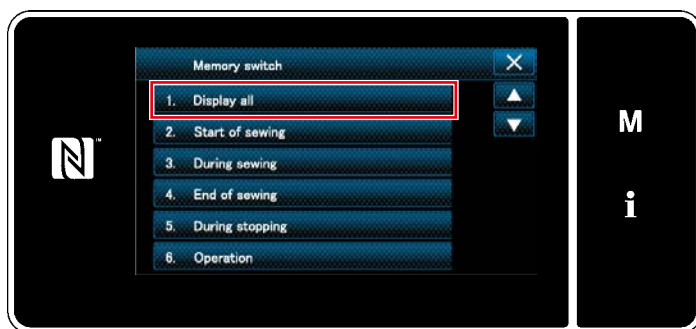 Memory switch
1. Display all
2. Start of sewing
3. During sewing
4. End of sewing
5. During stopping
6. Operation
M
i